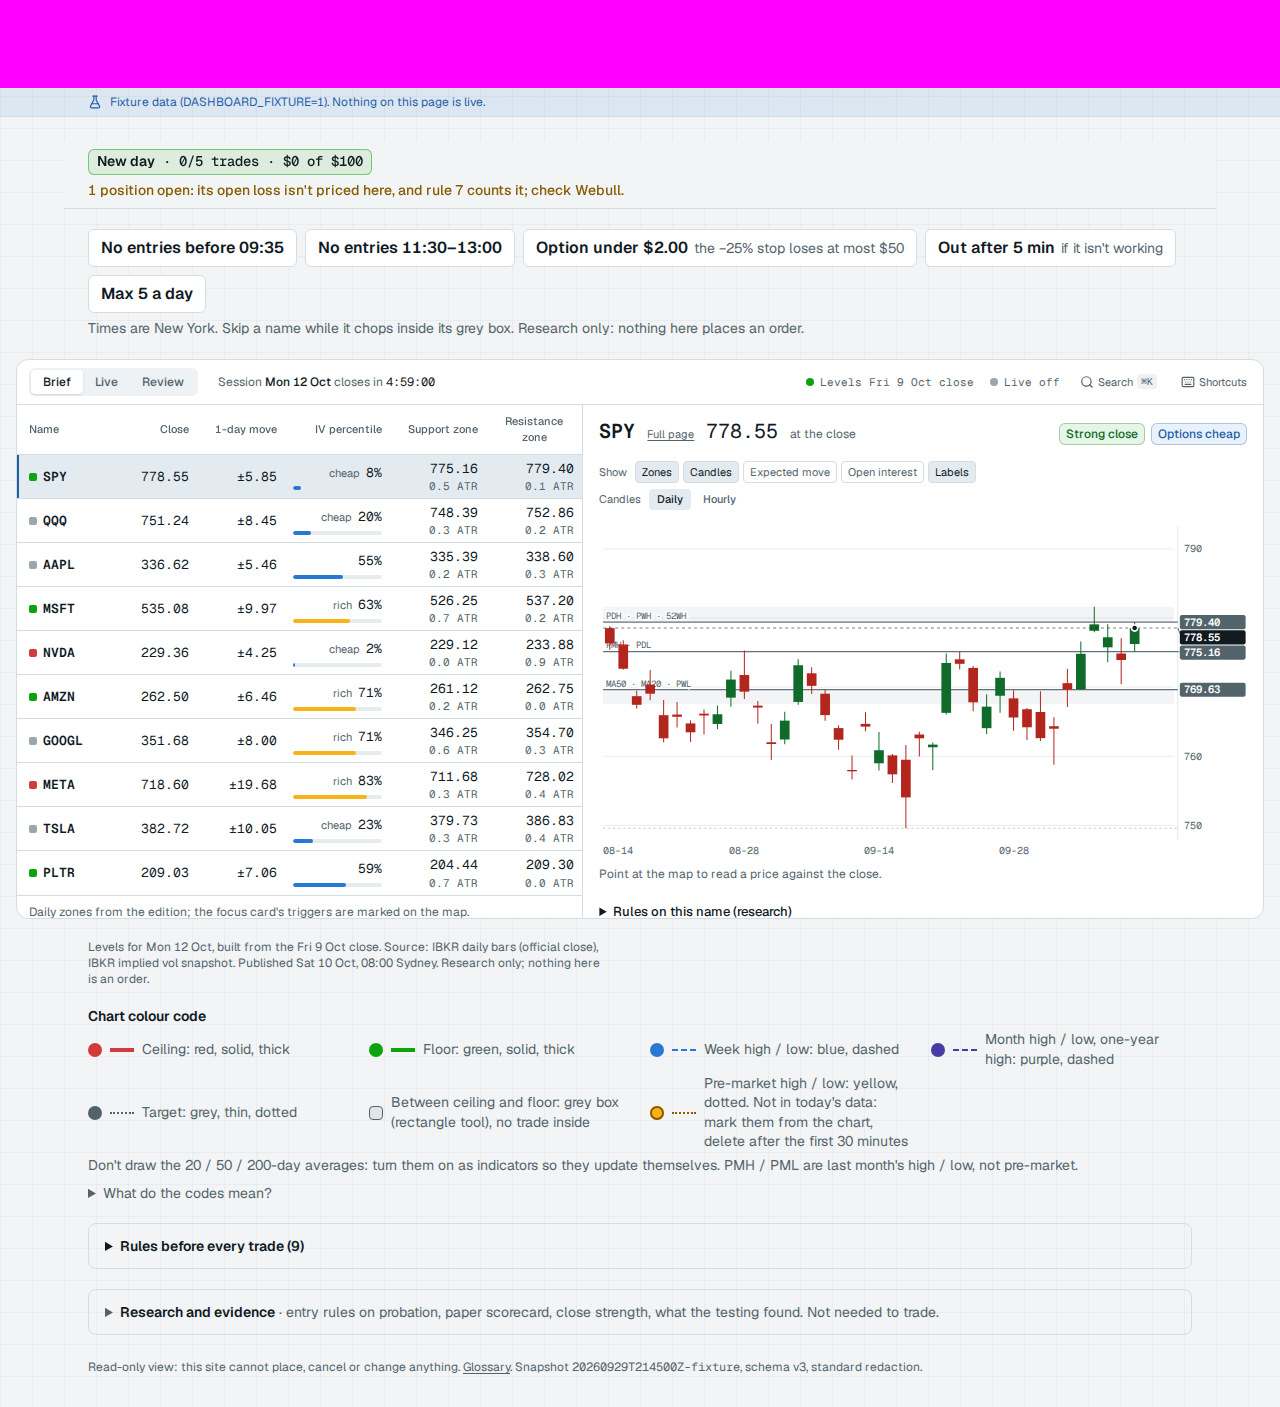 Fixture data (DASHBOARD_FIXTURE=1). Nothing on this page is live.
New day · 0/5 trades · $0 of $100
1 position open: its open loss isn't priced here, and rule 7 counts it; check Webull.
No entries before 09:35
No entries 11:30–13:00
Option under $2.00 the −25% stop loses at most $50
Out after 5 min if it isn't working
Max 5 a day
Times are New York. Skip a name while it chops inside its grey box. Research only: nothing here places an order.
Brief Live Review
Session Mon 12 Oct closes in 4:59:00
Levels Fri 9 Oct close
Live off
Search ⌘K
Shortcuts
Name Close 1-day move IV percentile Support zone Resistance zone
SPY 778.55 ±5.85 cheap 8% 775.16 0.5 ATR 779.40 0.1 ATR
QQQ 751.24 ±8.45 cheap 20% 748.39 0.3 ATR 752.86 0.2 ATR
AAPL 336.62 ±5.46 55% 335.39 0.2 ATR 338.60 0.3 ATR
MSFT 535.08 ±9.97 rich 63% 526.25 0.7 ATR 537.20 0.2 ATR
NVDA 229.36 ±4.25 cheap 2% 229.12 0.0 ATR 233.88 0.9 ATR
AMZN 262.50 ±6.46 rich 71% 261.12 0.2 ATR 262.75 0.0 ATR
GOOGL 351.68 ±8.00 rich 71% 346.25 0.6 ATR 354.70 0.3 ATR
META 718.60 ±19.68 rich 83% 711.68 0.3 ATR 728.02 0.4 ATR
TSLA 382.72 ±10.05 cheap 23% 379.73 0.3 ATR 386.83 0.4 ATR
PLTR 209.03 ±7.06 59% 204.44 0.7 ATR 209.30 0.0 ATR
Daily zones from the edition; the focus card's triggers are marked on the map.
SPY Full page 778.55 at the close
Strong close Options cheap
Show Zones Candles Expected move Open interest Labels
Candles Daily Hourly
790
PDH · PWH · 52WH
779.40
778.55
PDL
775.16
MA50 · MA20 · PWL
769.63
760
750
08-14 08-28 09-14 09-28
Point at the map to read a price against the close.
Rules on this name (research)
Levels for Mon 12 Oct, built from the Fri 9 Oct close. Source: IBKR daily bars (official close),
IBKR implied vol snapshot. Published Sat 10 Oct, 08:00 Sydney. Research only; nothing here
is an order.
Chart colour code
Ceiling: red, solid, thick
Floor: green, solid, thick
Week high / low: blue, dashed
Month high / low, one-year
high: purple, dashed
Target: grey, thin, dotted
Between ceiling and floor: grey box
(rectangle tool), no trade inside
Pre-market high / low: yellow,
dotted. Not in today's data:
mark them from the chart,
delete after the first 30 minutes
Don't draw the 20 / 50 / 200-day averages: turn them on as indicators so they update themselves. PMH / PML are last month's high / low, not pre-market.
What do the codes mean?
Rules before every trade (9)
Research and evidence · entry rules on probation, paper scorecard, close strength, what the testing found. Not needed to trade.
Read-only view: this site cannot place, cancel or change anything. Glossary. Snapshot 20260929T214500Z-fixture, schema v3, standard redaction.